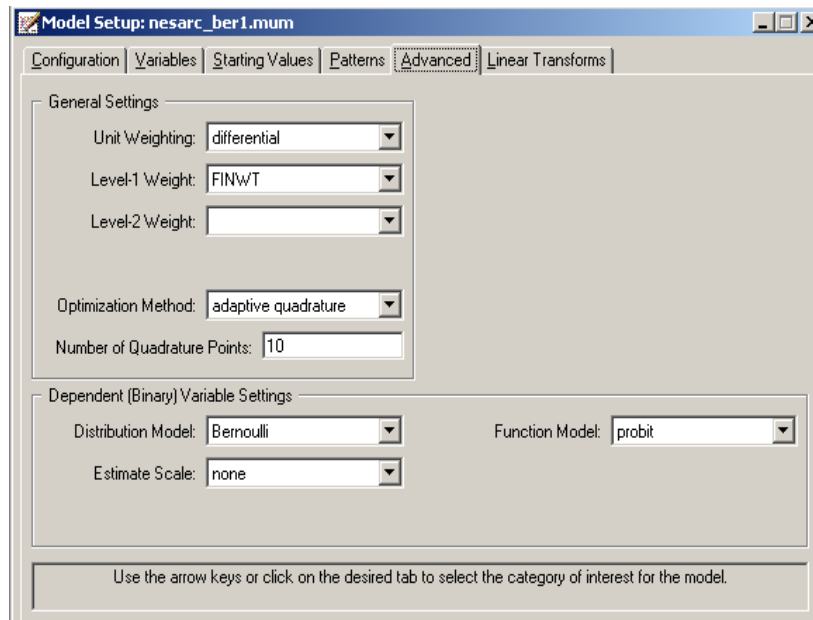 Model Setup: nesarc_ber1.mum
Configuration Variables Starting Values Patterns Advanced Linear Transforms
General Settings
Unit Weighting: differential
Level-1 Weight: FINWT
Level-2 Weight:
Optimization Method: adaptive quadrature
Number of Quadrature Points: 10
Dependent (Binary) Variable Settings
Distribution Model: Bernoulli Function Model: probit
Estimate Scale: none
Use the arrow keys or click on the desired tab to select the category of interest for the model.